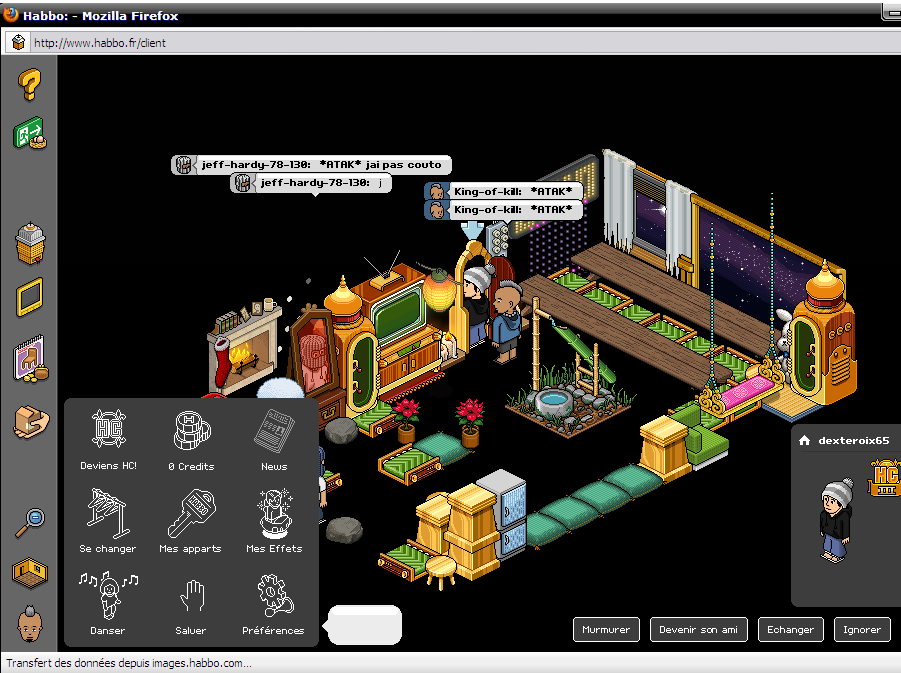 Habbo: - Mozilla Firefox
http://www.habbo.fr/client
jeff-hardy-78-130: *ATAK* jai pas couto
jeff-hardy-78-130: j
King-of-kill: *ATAK*
King-of-kill: *ATAK*
dexteroix65
HC
Deviens HC!
0 Credits
News
Se changer
Mes apparts
Mes Effets
Danser
Saluer
Préférences
Murmurer
Devenir son ami
Echanger
Ignorer
Transfert des données depuis images.habbo.com...